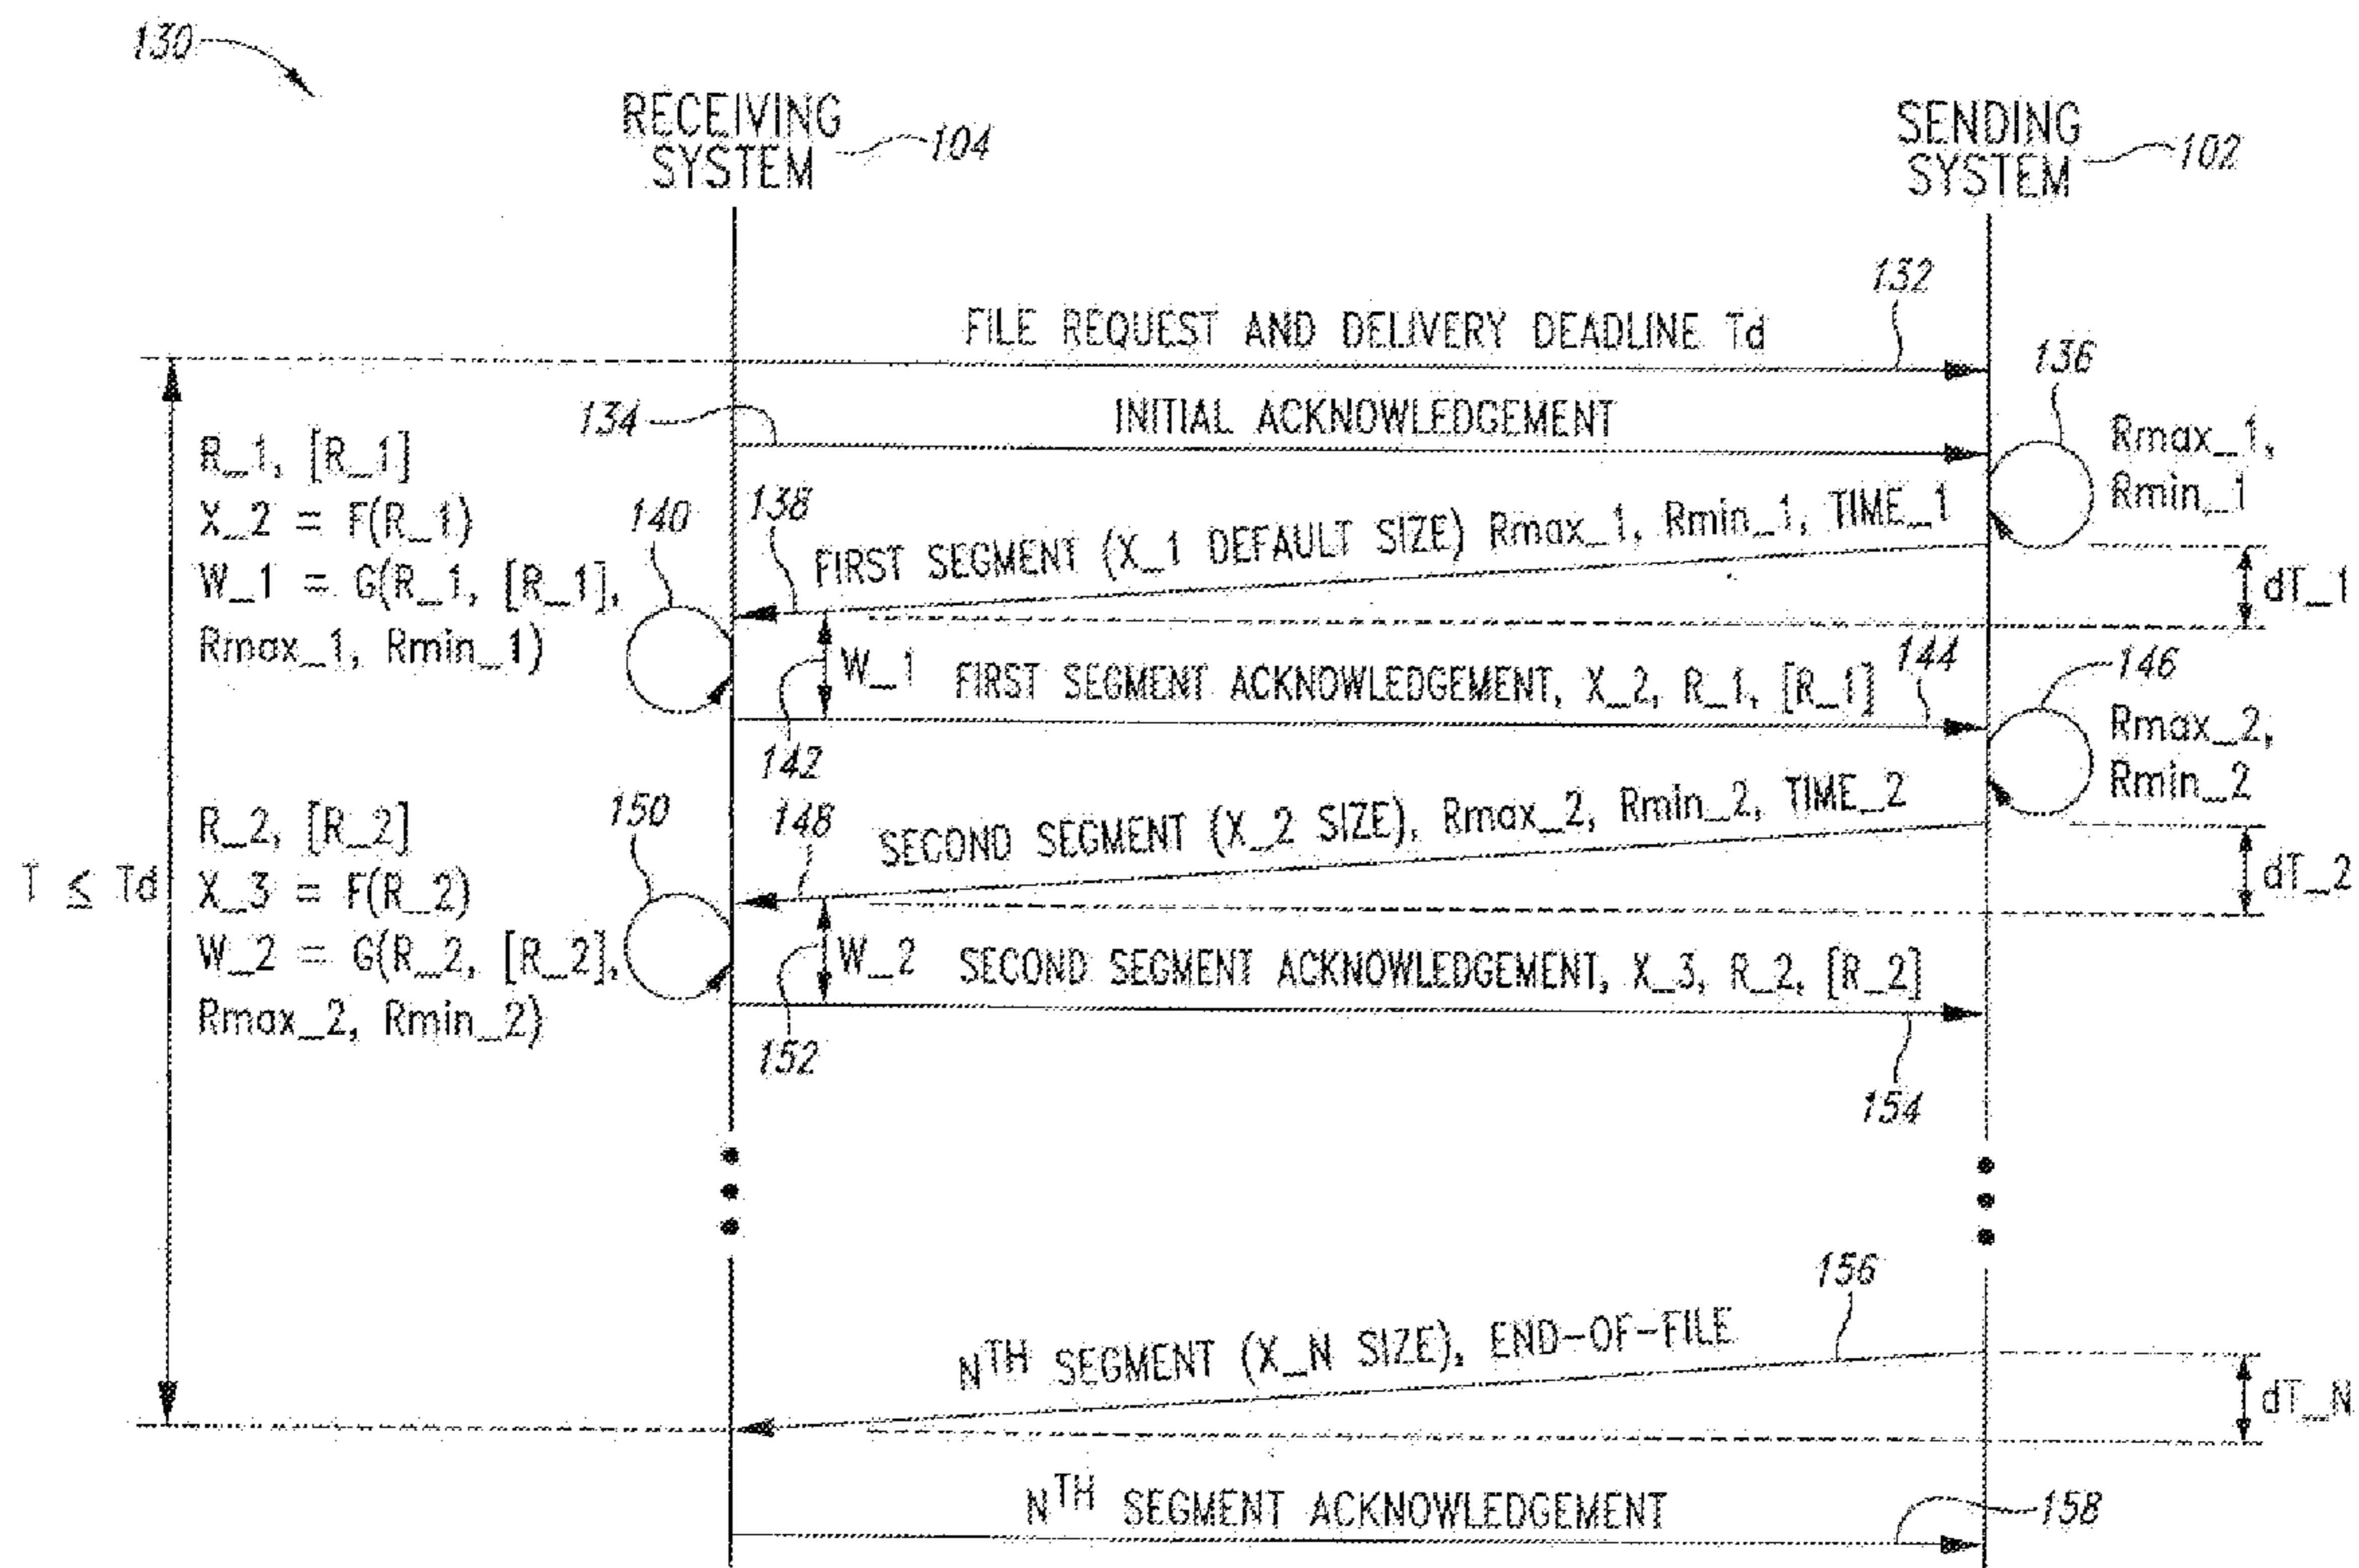 130
RECEIVING
SYSTEM
104
SENDING
SYSTEM
102
132
FILE REQUEST AND DELIVERY DEADLINE Td
136
134
INITIAL ACKNOWLEDGEMENT
Rmax_1,
Rmin_1
R_1, [R_1]
X_2 = F(R_1)
W_1 = G(R_1, [R_1],
Rmax_1, Rmin_1)
140
138
FIRST SEGMENT (X_1 DEFAULT SIZE) Rmax_1, Rmin_1, TIME_1
dT_1
W_1
142
FIRST SEGMENT ACKNOWLEDGEMENT, X_2, R_1, [R_1]
144
146
Rmax_2,
Rmin_2
R_2, [R_2]
X_3 = F(R_2)
W_2 = G(R_2, [R_2],
Rmax_2, Rmin_2)
T ≤ Td
150
148
SECOND SEGMENT (X_2 SIZE), Rmax_2, Rmin_2, TIME_2
dT_2
W_2
152
SECOND SEGMENT ACKNOWLEDGEMENT, X_3, R_2, [R_2]
154
156
NTH SEGMENT (X_N SIZE), END-OF-FILE
dT_N
NTH SEGMENT ACKNOWLEDGEMENT
158